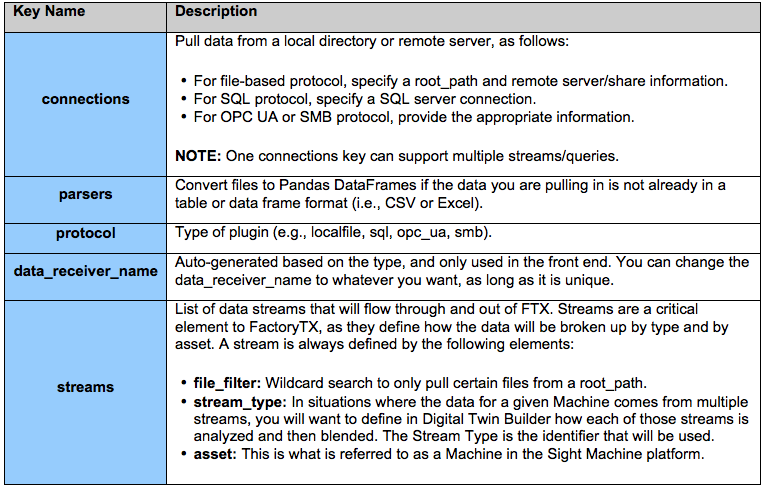 Key Name
Description
connections
Pull data from a local directory or remote server, as follows:
• For file-based protocol, specify a root_path and remote server/share information.
• For SQL protocol, specify a SQL server connection.
• For OPC UA or SMB protocol, provide the appropriate information.
NOTE: One connections key can support multiple streams/queries.
parsers
Convert files to Pandas DataFrames if the data you are pulling in is not already in a
table or data frame format (i.e., CSV or Excel).
protocol
Type of plugin (e.g., localfile, sql, opc_ua, smb).
data_receiver_name
Auto-generated based on the type, and only used in the front end. You can change the
data_receiver_name to whatever you want, as long as it is unique.
streams
List of data streams that will flow through and out of FTX. Streams are a critical
element to FactoryTX, as they define how the data will be broken up by type and by
asset. A stream is always defined by the following elements:
• file_filter: Wildcard search to only pull certain files from a root_path.
• stream_type: In situations where the data for a given Machine comes from multiple
streams, you will want to define in Digital Twin Builder how each of those streams is
analyzed and then blended. The Stream Type is the identifier that will be used.
• asset: This is what is referred to as a Machine in the Sight Machine platform.